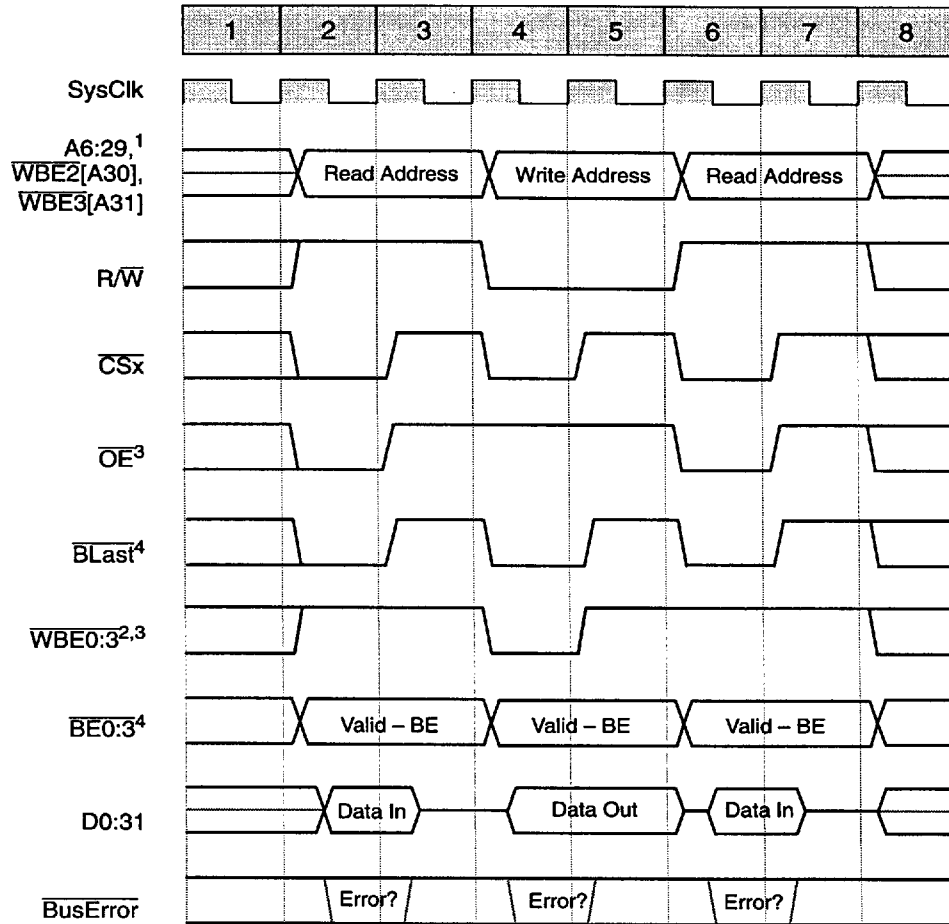 1 2 3 4 5 6 7 8
SysClk
A6:29,1
WBE2[A30],
WBE3[A31]
Read Address Write Address Read Address
R/W
CSx
OE3
BLast4
WBE0:32,3
BE0:34
Valid – BE Valid – BE Valid – BE
D0:31
Data In Data Out Data In
BusError
Error? Error? Error?